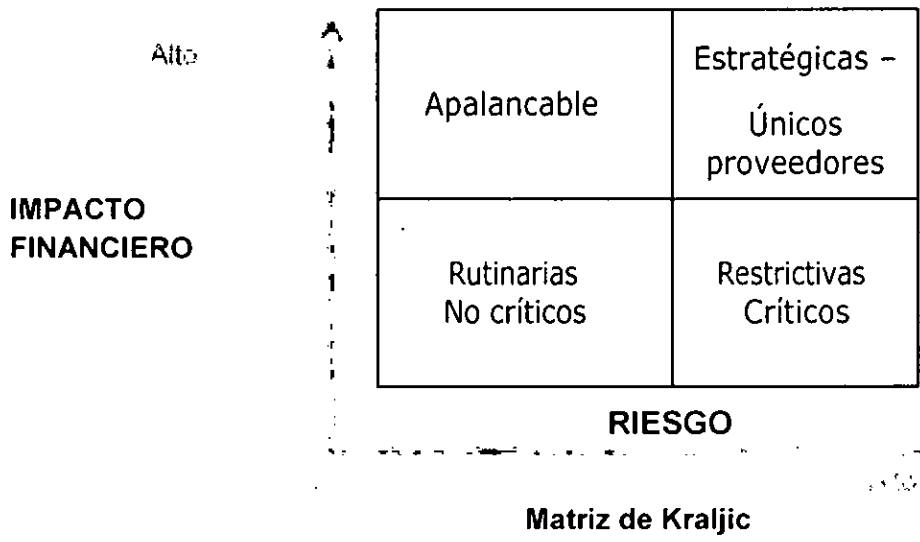 Alto
Apalancable
Estratégicas –
Únicos
proveedores
IMPACTO
FINANCIERO
Rutinarias
No críticos
Restrictivas
Críticos
RIESGO
Matriz de Kraljic